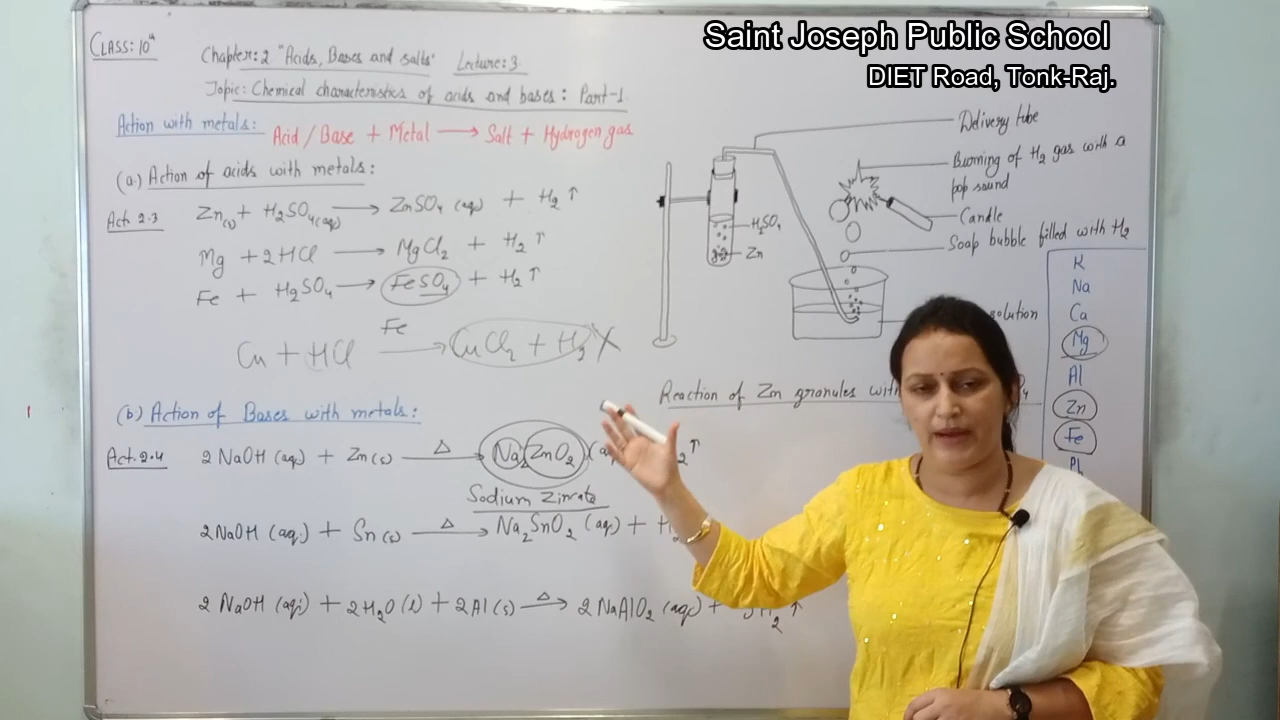 Saint Joseph Public School
DIET Road, Tonk-Raj.
CLASS: 10th
Chapter: 2 "Acids, Bases and salts" Lecture: 3
Topic: Chemical characteristics of acids and bases: Part-1
Action with metals: Acid/Base + Metal ⟶ Salt + Hydrogen gas
(a.) Action of acids with metals:
Act. 2.3 Zn(s) + H₂SO₄(aq) ⟶ ZnSO₄ (aq) + H₂ ↑
Mg + 2HCl ⟶ MgCl₂ + H₂ ↑
Fe + H₂SO₄ ⟶ FeSO₄ + H₂ ↑
Fe
Cu + HCl ⟶ CuCl₂ + H₂ X
(b) Action of Bases with metals:
Act. 2.4 2 NaOH (aq) + Zn(s) —Δ→ Na₂ZnO₂ ₂ ↑
Sodium Zincate
2NaOH (aq) + Sn(s) —Δ→ Na₂SnO₂ (aq) +
2 NaOH (aq) + 2H₂O (l) + 2Al (s) —Δ→ 2 NaAlO₂ (aq) + 3H₂ ↑
Delivery tube
Burning of H₂ gas with a
pop sound
Candle
Soap bubble filled with H₂
H₂SO₄
Zn
solution
Reaction of Zn granules with
K
Na
Ca
Mg
Al
Zn
Fe
Pb